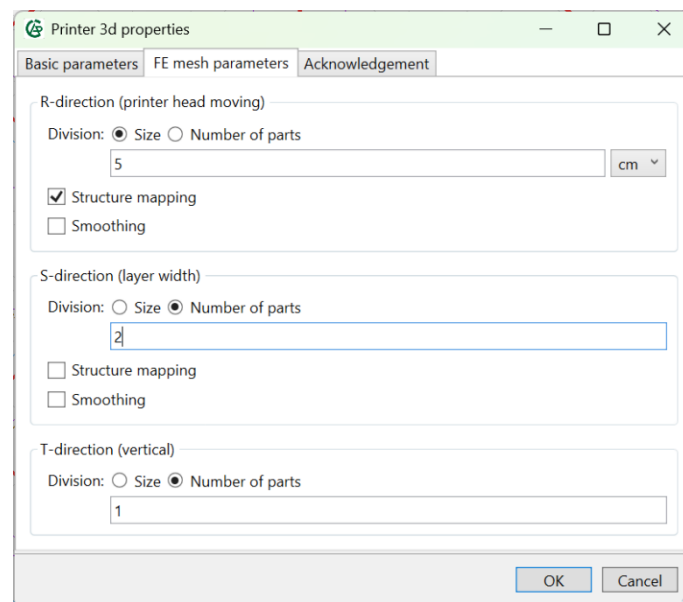 Printer 3d properties
Basic parameters FE mesh parameters Acknowledgement
R-direction (printer head moving)
Division: Size Number of parts
5 cm
Structure mapping
Smoothing
S-direction (layer width)
Division: Size Number of parts
2
Structure mapping
Smoothing
T-direction (vertical)
Division: Size Number of parts
1
OK Cancel